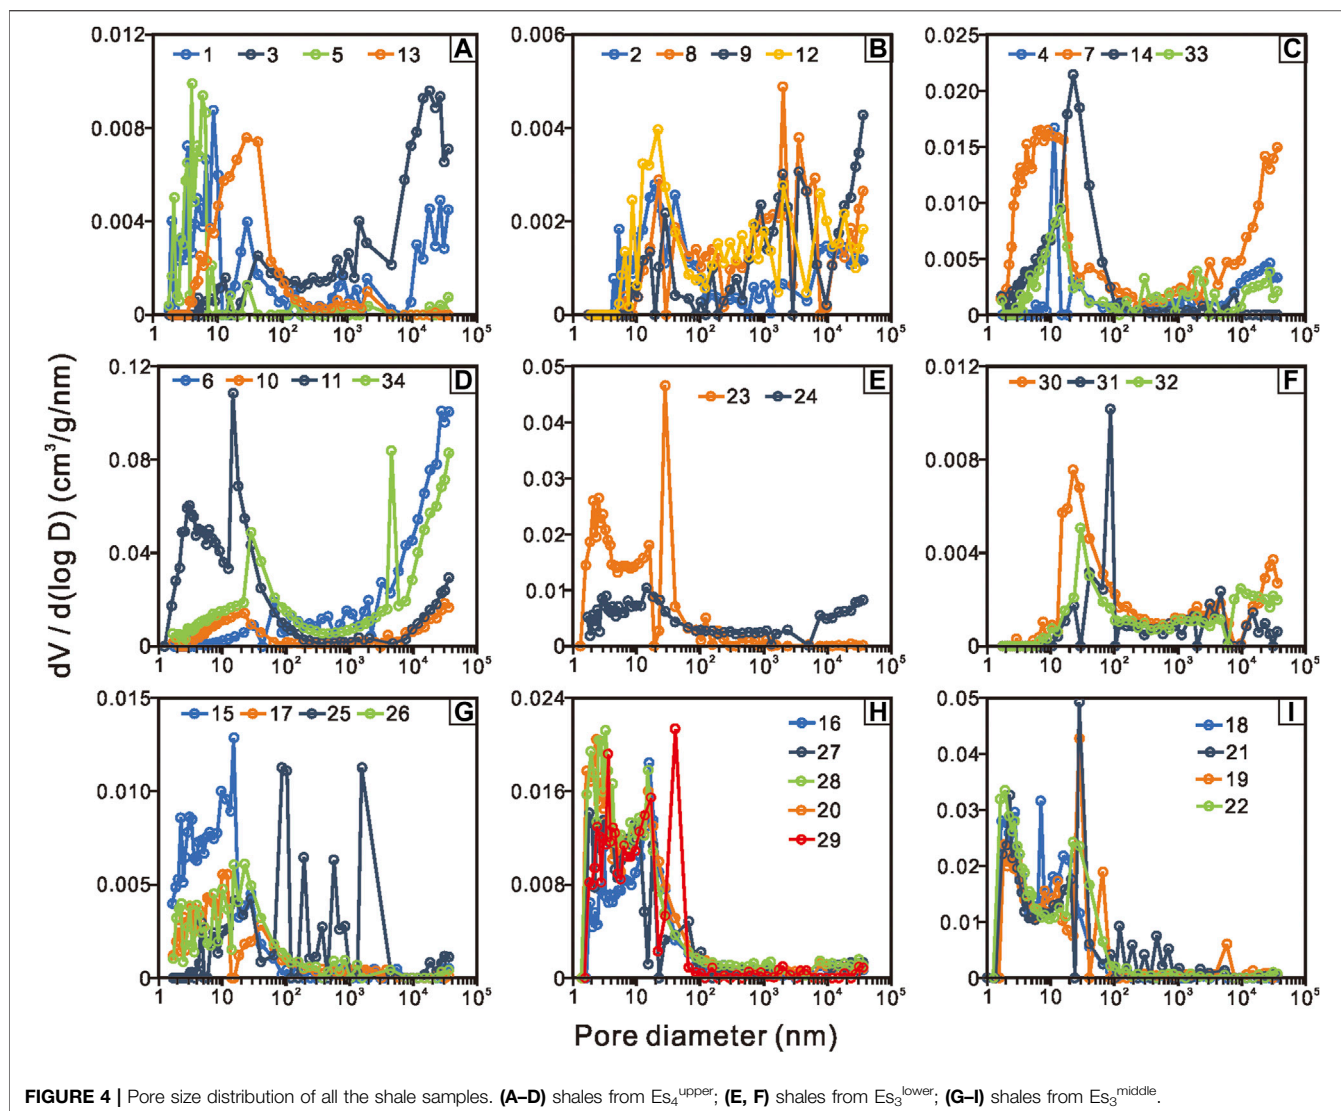 0.012 1 3 5 13 A
0.008
0.004
0
1 10 10² 10³ 10⁴ 10⁵
0.006 2 8 9 12 B
0.004
0.002
0
1 10 10² 10³ 10⁴ 10⁵
0.025 4 7 14 33 C
0.020
0.015
0.010
0.005
0
1 10 10² 10³ 10⁴ 10⁵
dV / d(log D) (cm³/g/nm)
0.12 6 10 11 34 D
0.08
0.04
0
1 10 10² 10³ 10⁴ 10⁵
0.05 E
23 24
0.04
0.03
0.02
0.01
0
1 10 10² 10³ 10⁴ 10⁵
0.012 30 31 32 F
0.008
0.004
0
1 10 10² 10³ 10⁴ 10⁵
0.015 15 17 25 26 G
0.010
0.005
0
1 10 10² 10³ 10⁴ 10⁵
0.024 H
16
27
28
20
29
0.016
0.008
0
1 10 10² 10³ 10⁴ 10⁵
0.05 I
18
21
19
22
0.04
0.03
0.02
0.01
0
1 10 10² 10³ 10⁴ 10⁵
Pore diameter (nm)
FIGURE 4 | Pore size distribution of all the shale samples. (A–D) shales from Es₄ᵘᵖᵖᵉʳ; (E, F) shales from Es₃ˡᵒʷᵉʳ; (G–I) shales from Es₃ᵐⁱᵈᵈˡᵉ.